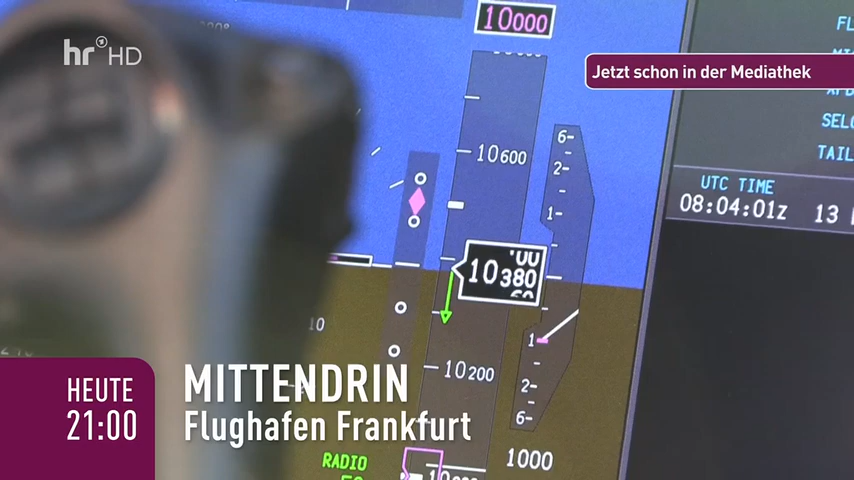 hr HD
10000
Jetzt schon in der Mediathek
10600
6
2
1
UTC TIME
08:04:01z 13
10380
10
1
2
6
10200
1000
RADIO
HEUTE
21:00
MITTENDRIN
Flughafen Frankfurt